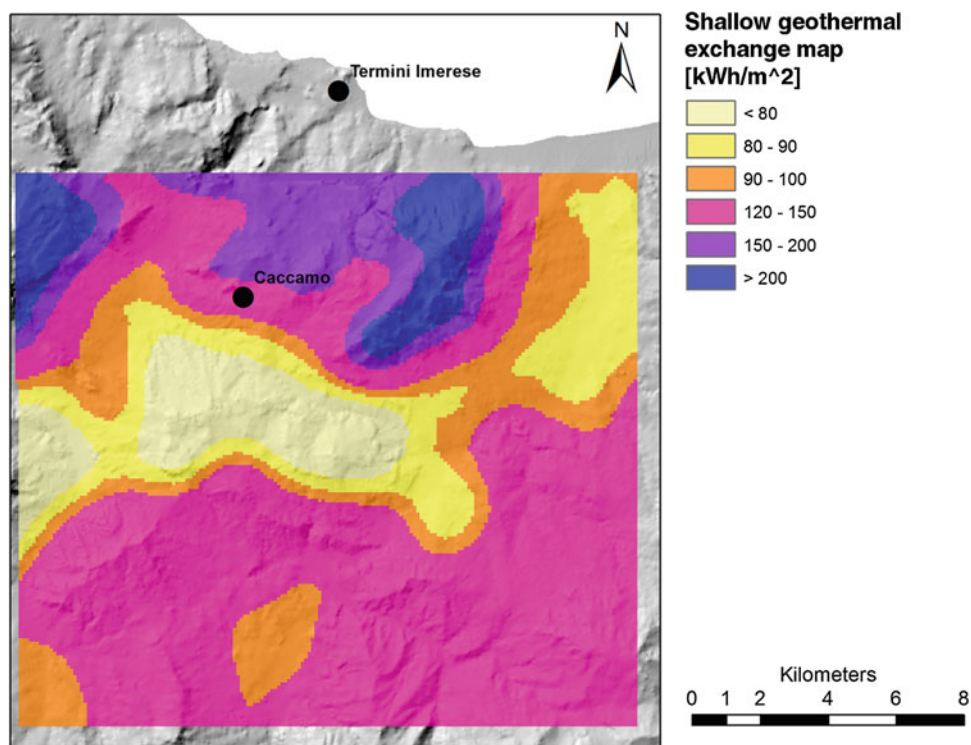 Shallow geothermal
exchange map
[kWh/m^2]
< 80
80 - 90
90 - 100
120 - 150
150 - 200
> 200
N
Termini Imerese
Caccamo
Kilometers
0 1 2 4 6 8